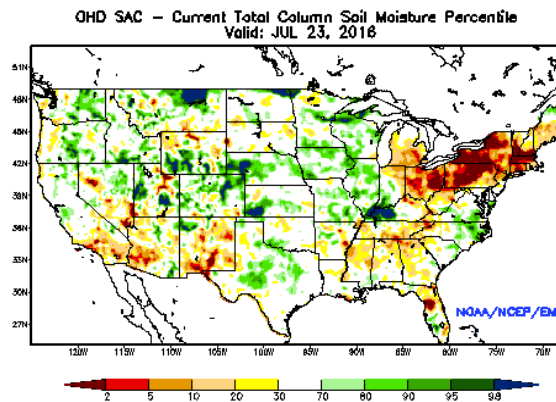 OHD SAC – Current Total Column Soil Moisture Percentile
Valid: JUL 23, 2016
51N
48N
45N
42N
39N
36N
33N
30N
27N
NOAA/NCEP/EM
120W 115W 110W 105W 100W 95W 90W 85W 80W 75W 70W
2 5 10 20 30 70 80 90 95 98